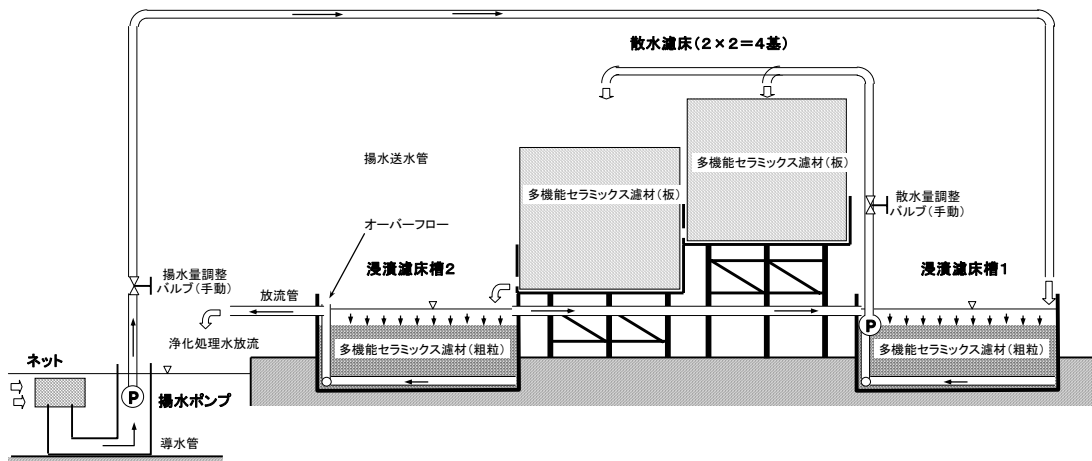 散水濾床（２×２＝４基）
多機能セラミックス濾材（板）
揚水送水管
多機能セラミックス濾材（板）
散水量調整
バルブ（手動）
オーバーフロー
浸漬濾床槽2
浸漬濾床槽1
揚水量調整
バルブ（手動）
放流管
浄化処理水放流
多機能セラミックス濾材（粗粒）
P
多機能セラミックス濾材（粗粒）
ネット
P
揚水ポンプ
導水管